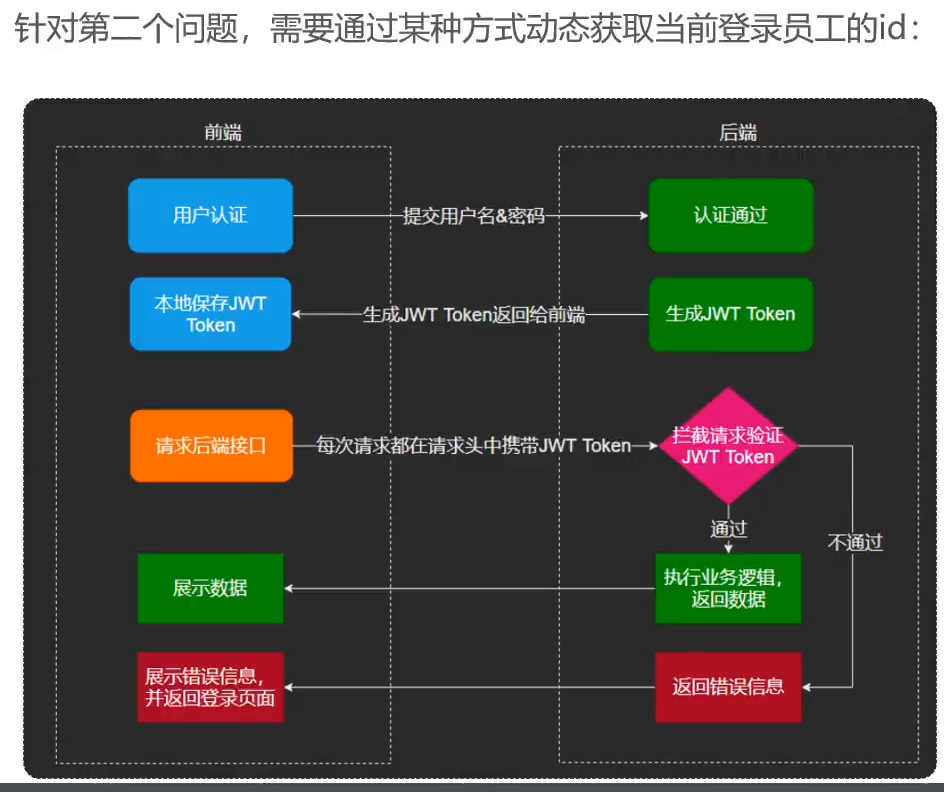 针对第二个问题，需要通过某种方式动态获取当前登录员工的id：
前端
后端
用户认证
提交用户名&密码
认证通过
本地保存JWT
Token
生成JWT Token返回给前端
生成JWT Token
请求后端接口
每次请求都在请求头中携带JWT Token
拦截请求验证
JWT Token
通过
不通过
展示数据
执行业务逻辑，
返回数据
展示错误信息，
并返回登录页面
返回错误信息